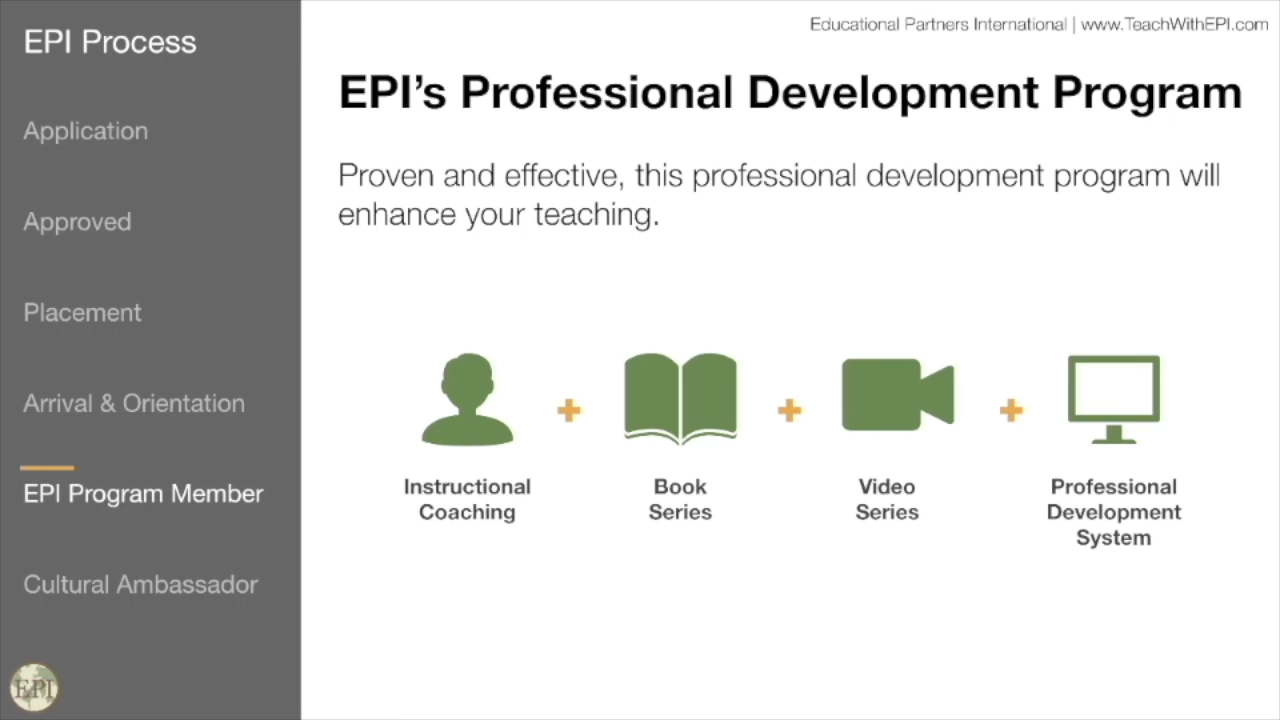 EPI Process
Application
Approved
Placement
Arrival & Orientation
EPI Program Member
Cultural Ambassador
EPI
Educational Partners International | www.TeachWithEPI.com
EPI's Professional Development Program
Proven and effective, this professional development program will
enhance your teaching.
Instructional
Coaching
Book
Series
Video
Series
Professional
Development
System